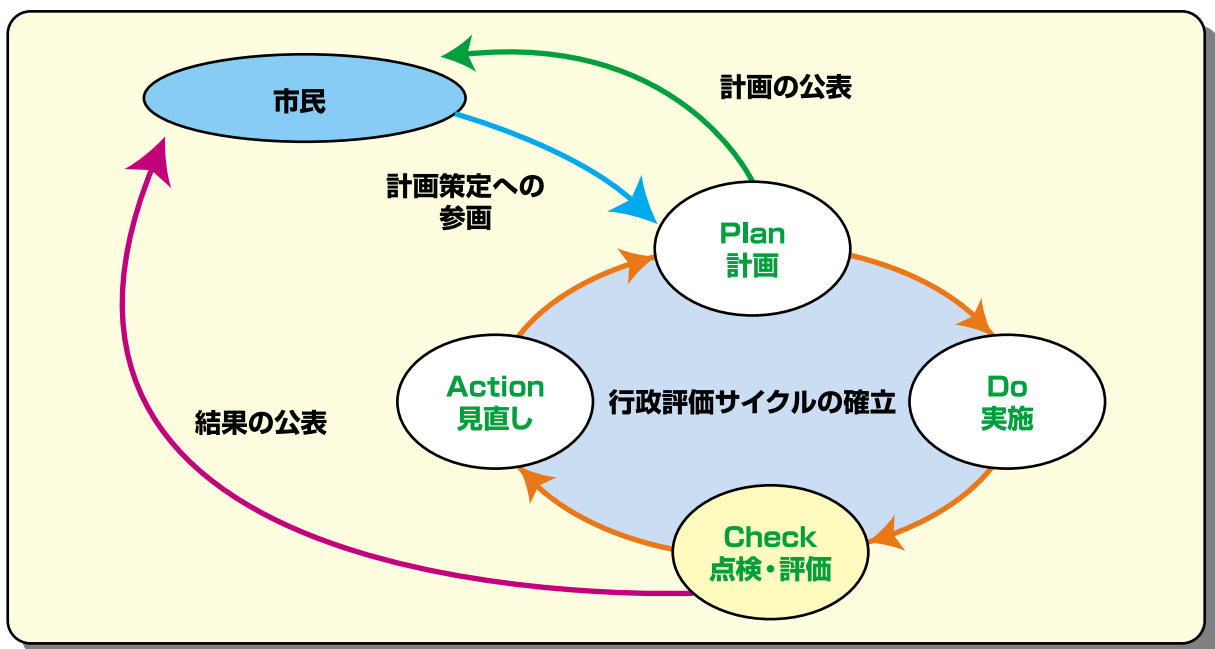 市民
計画の公表
計画策定への
参画
Plan
計画
Action
見直し
行政評価サイクルの確立
Do
実施
結果の公表
Check
点検・評価